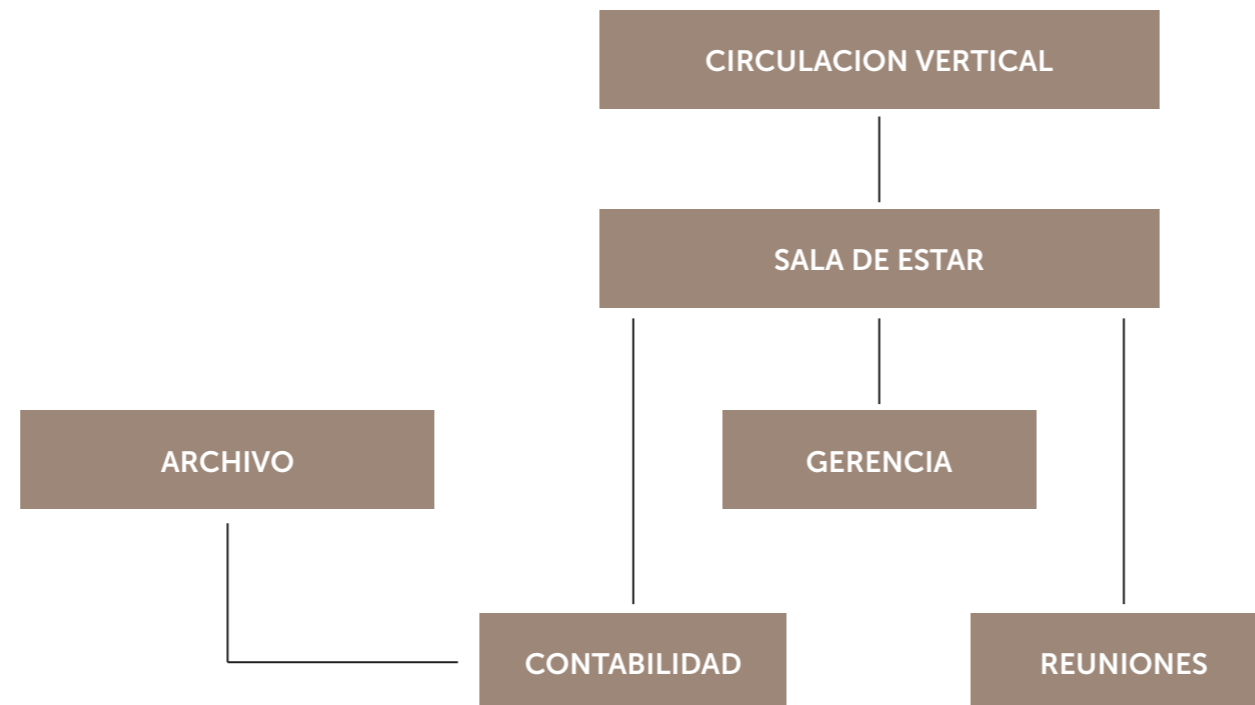 CIRCULACION VERTICAL
SALA DE ESTAR
ARCHIVO
GERENCIA
CONTABILIDAD
REUNIONES